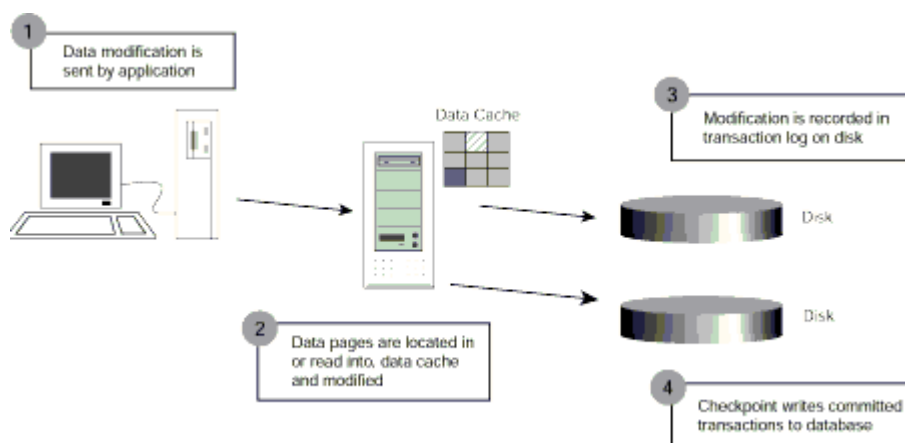 1
Data modification is
sent by application
Data Cache
3
Modification is recorded in
transaction log on disk
Disk
2
Data pages are located in
or read into, data cache
and modified
Disk
4
Checkpoint writes committed
transactions to database